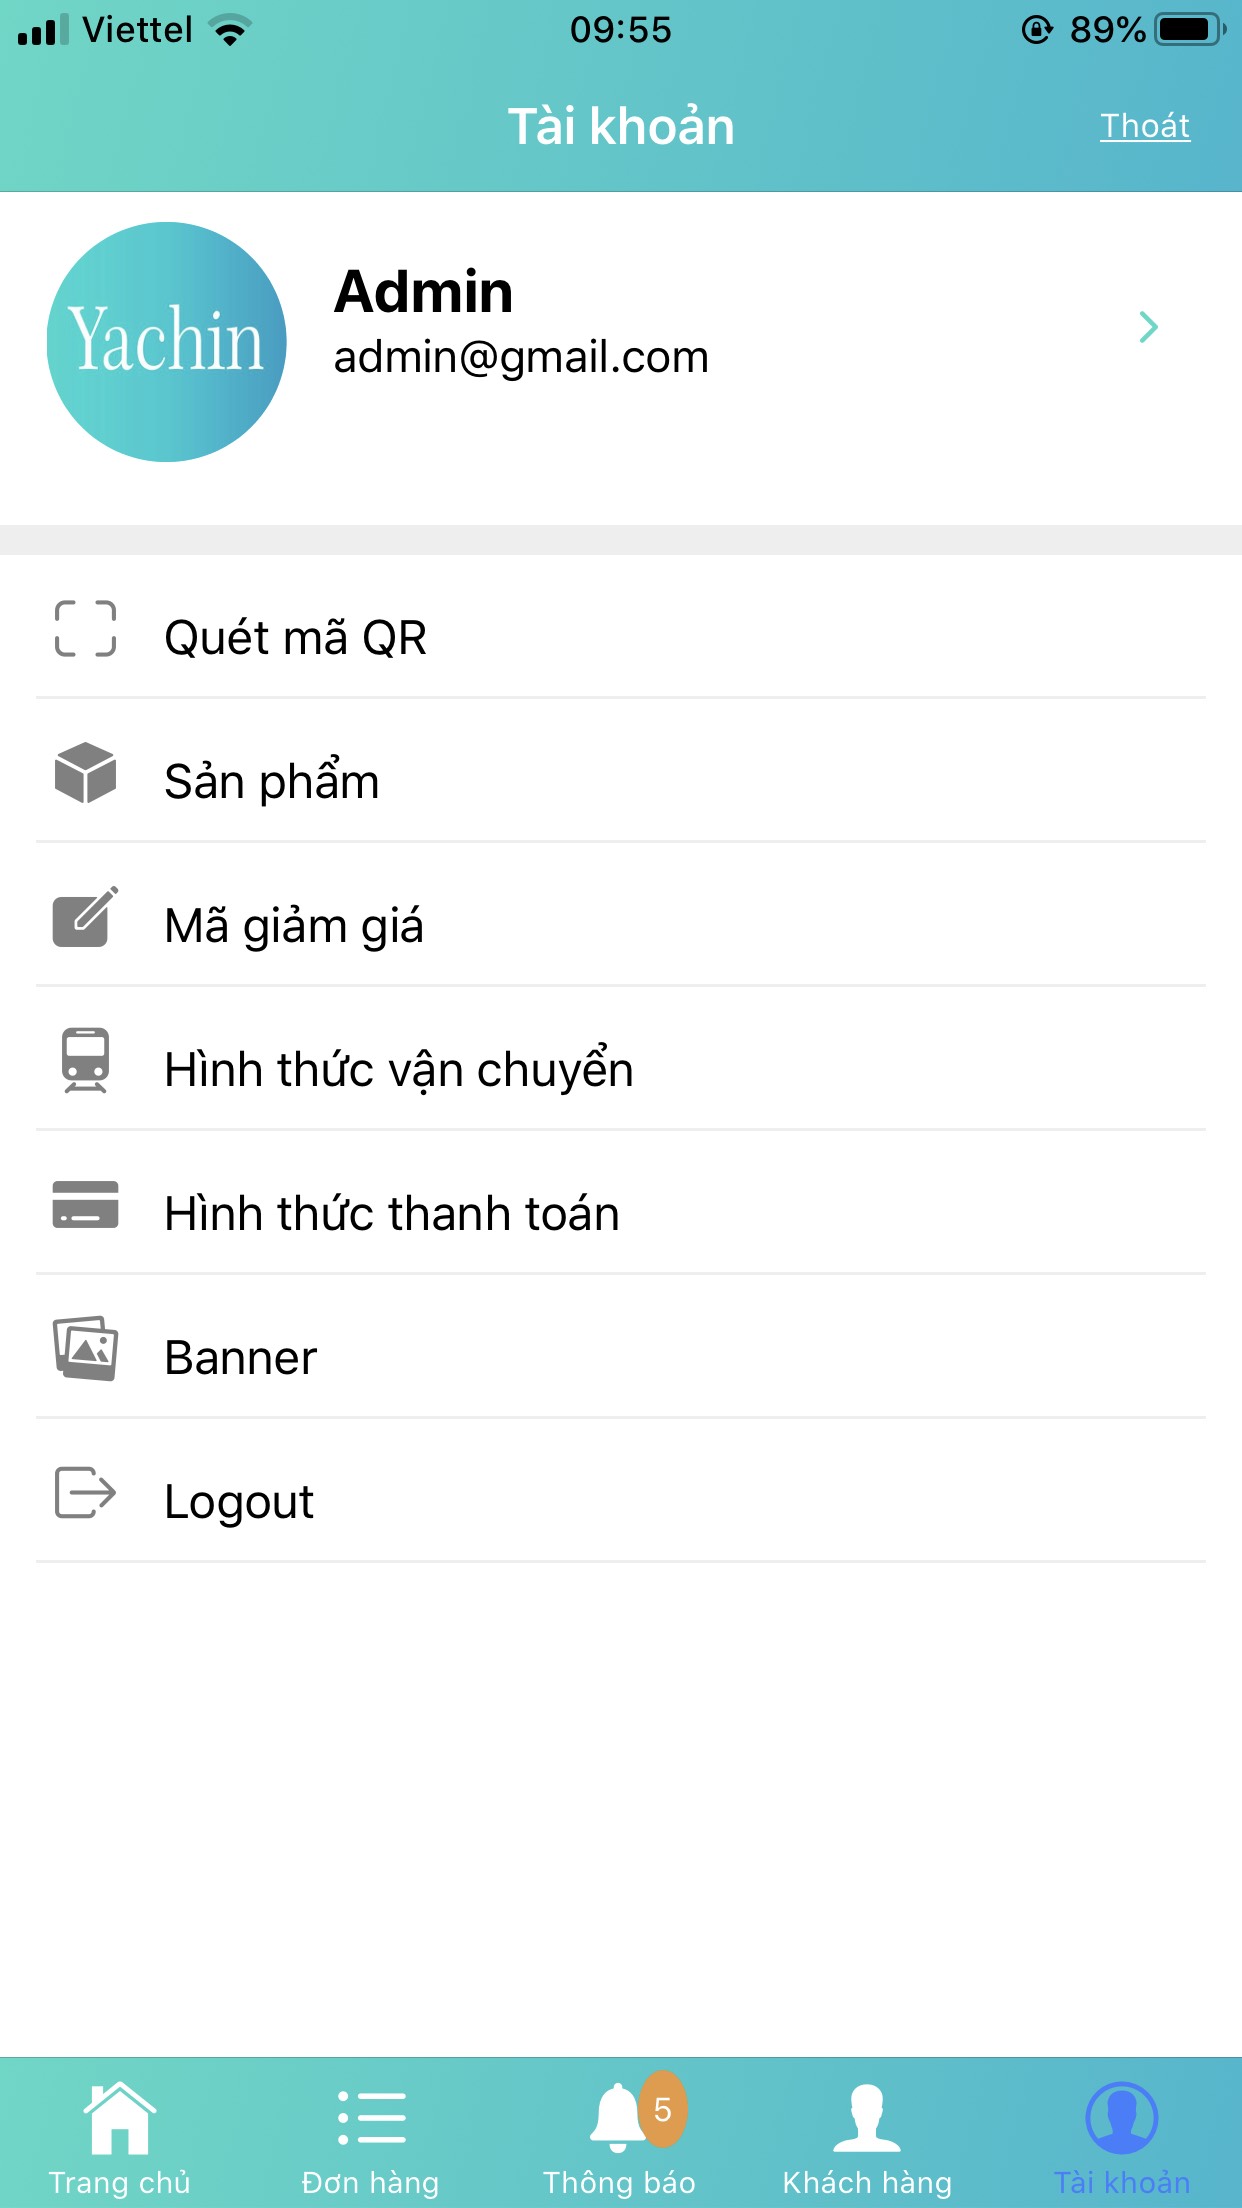 Viettel 09:55 89%
Tài khoản Thoát
Yachin
Admin
admin@gmail.com
Quét mã QR
Sản phẩm
Mã giảm giá
Hình thức vận chuyển
Hình thức thanh toán
Banner
Logout
5
Trang chủ Đơn hàng Thông báo Khách hàng Tài khoản